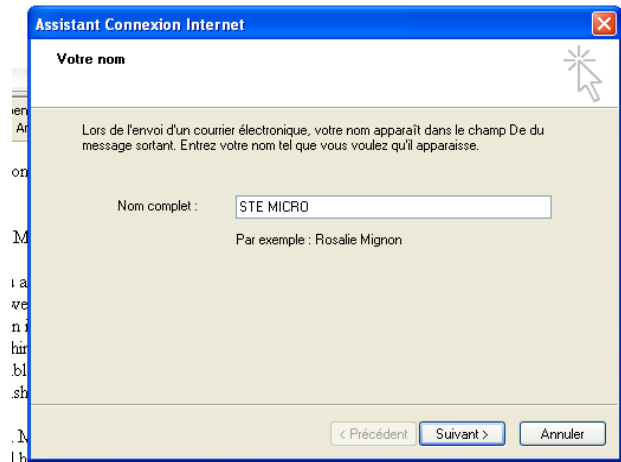 Assistant Connexion Internet
Votre nom
Lors de l'envoi d'un courrier électronique, votre nom apparaît dans le champ De du
message sortant. Entrez votre nom tel que vous voulez qu'il apparaisse.
Nom complet :
STE MICRO
Par exemple : Rosalie Mignon
< Précédent
Suivant >
Annuler